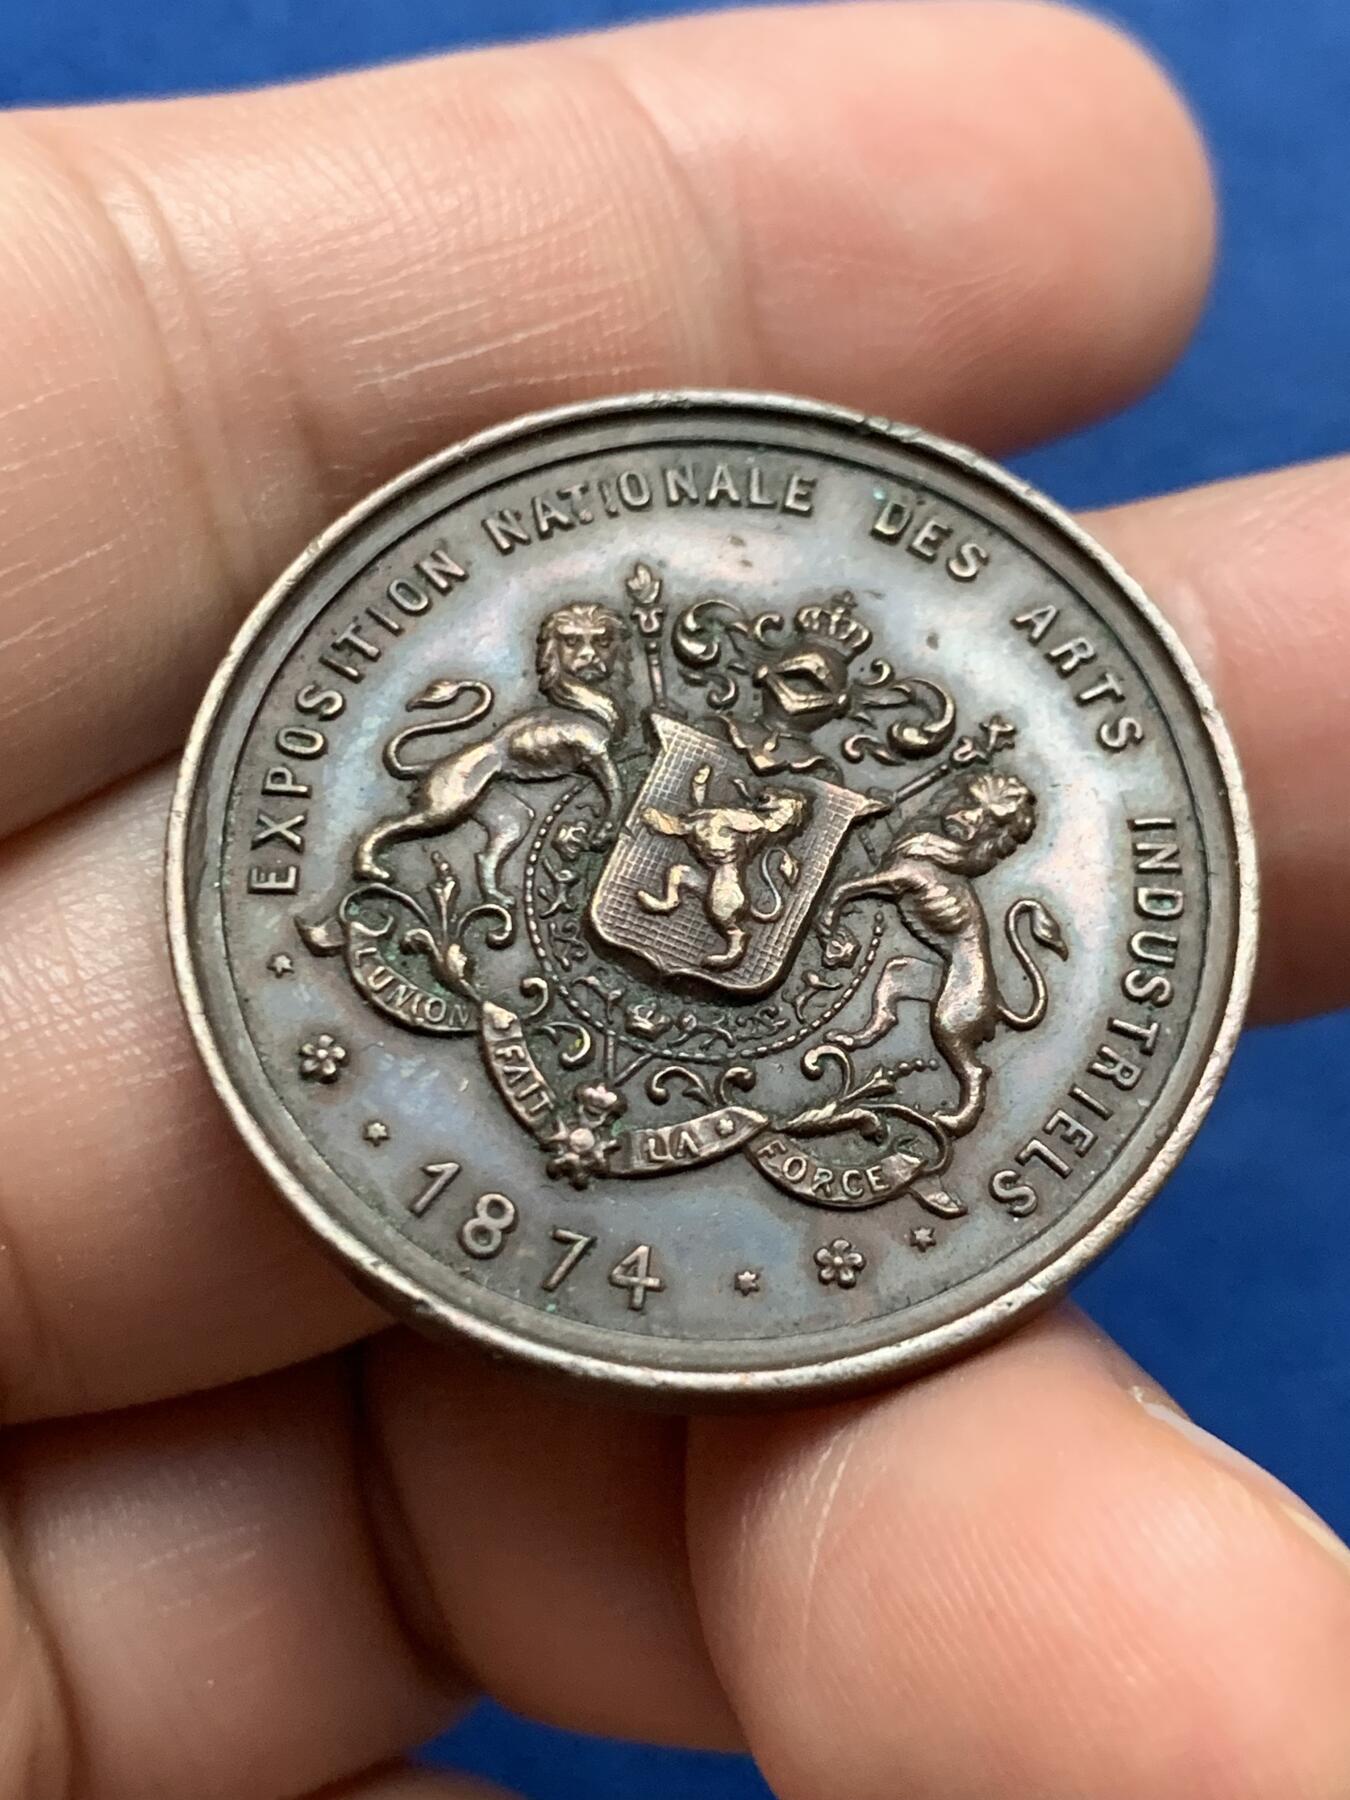 EXPOSITION NATIONALE DES ARTS INDUSTRIELS
L'UNION FAIT LA FORCE
1874